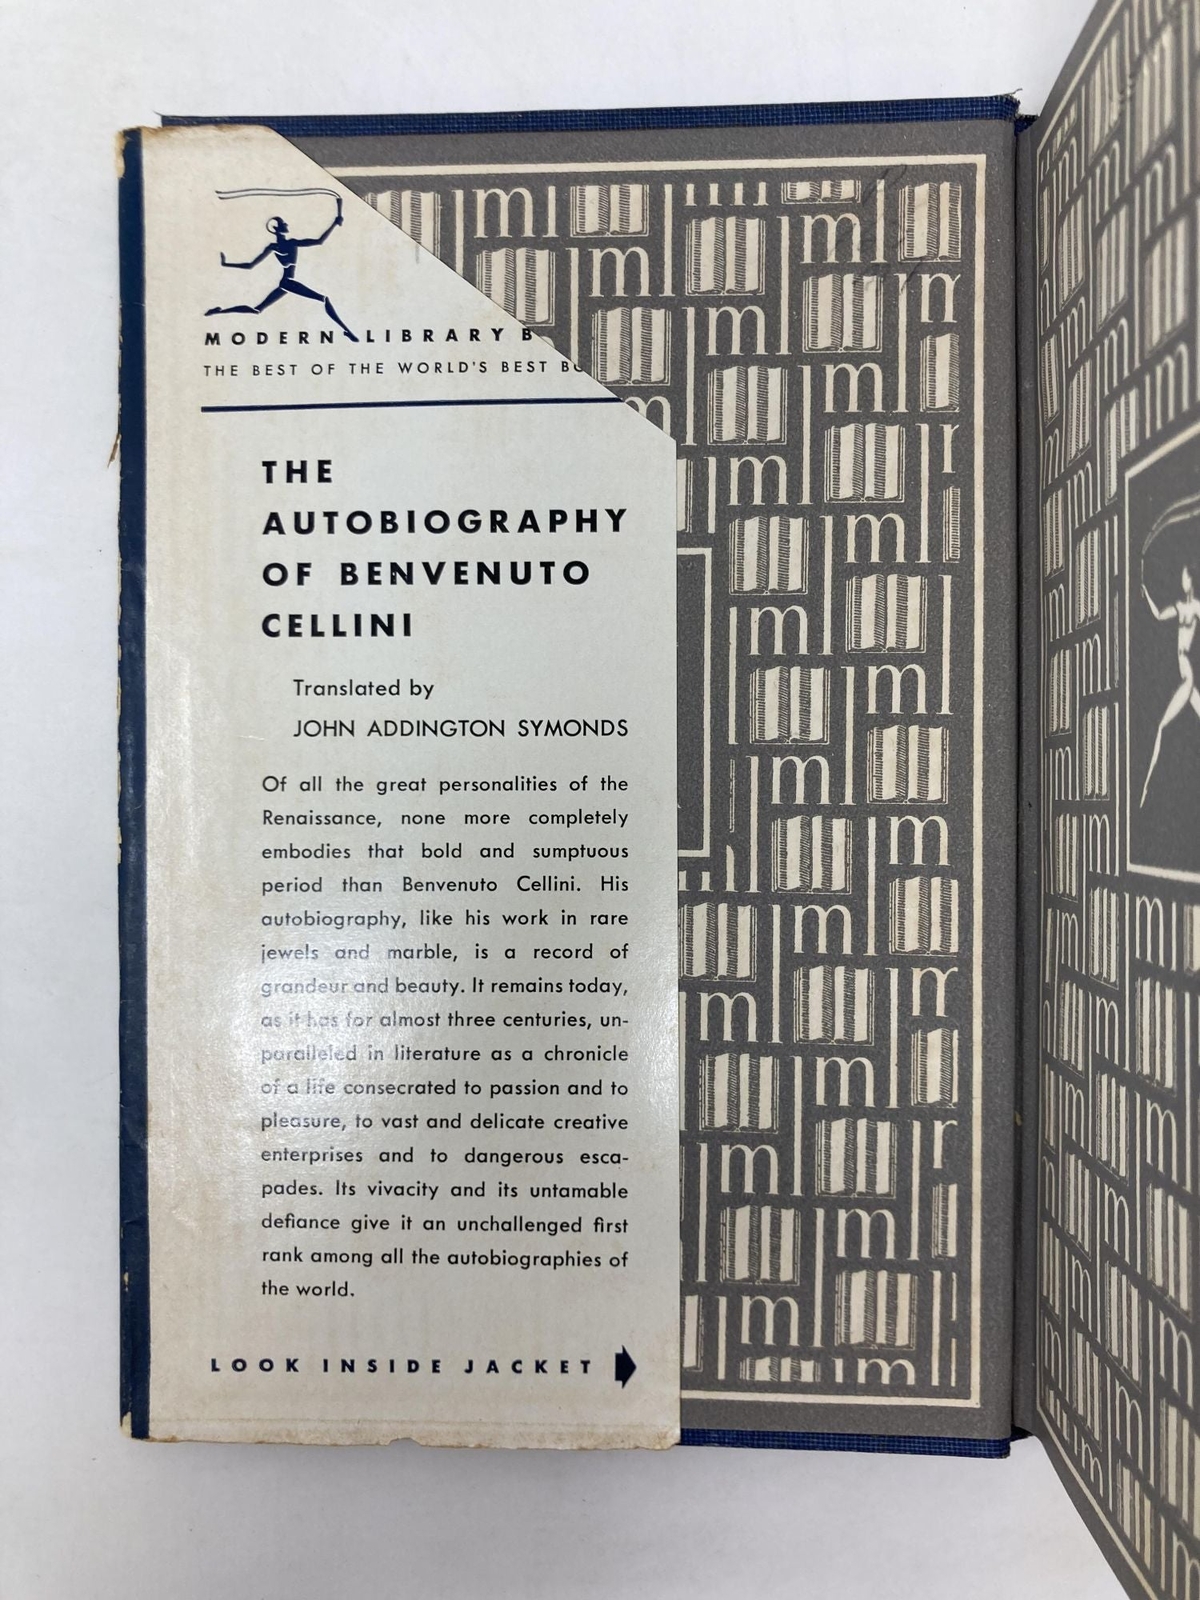 MODERN LIBRARY B
THE BEST OF THE WORLD'S BEST
THE
AUTOBIOGRAPHY
OF BENVENUTO
CELLINI
Translated by
JOHN ADDINGTON SYMONDS
Of all the great personalities of the
Renaissance, none more completely
embodies that bold and sumptuous
period than Benvenuto Cellini. His
autobiography, like his work in rare
jewels and marble, is a record of
grandeur and beauty. It remains today,
as it has for almost three centuries, un-
paralleled in literature as a chronicle
of a life consecrated to passion and to
pleasure, to vast and delicate creative
enterprises and to dangerous esca-
pades. Its vivacity and its untamable
defiance give it an unchallenged first
rank among all the autobiographies of
the world.
LOOK INSIDE JACKET